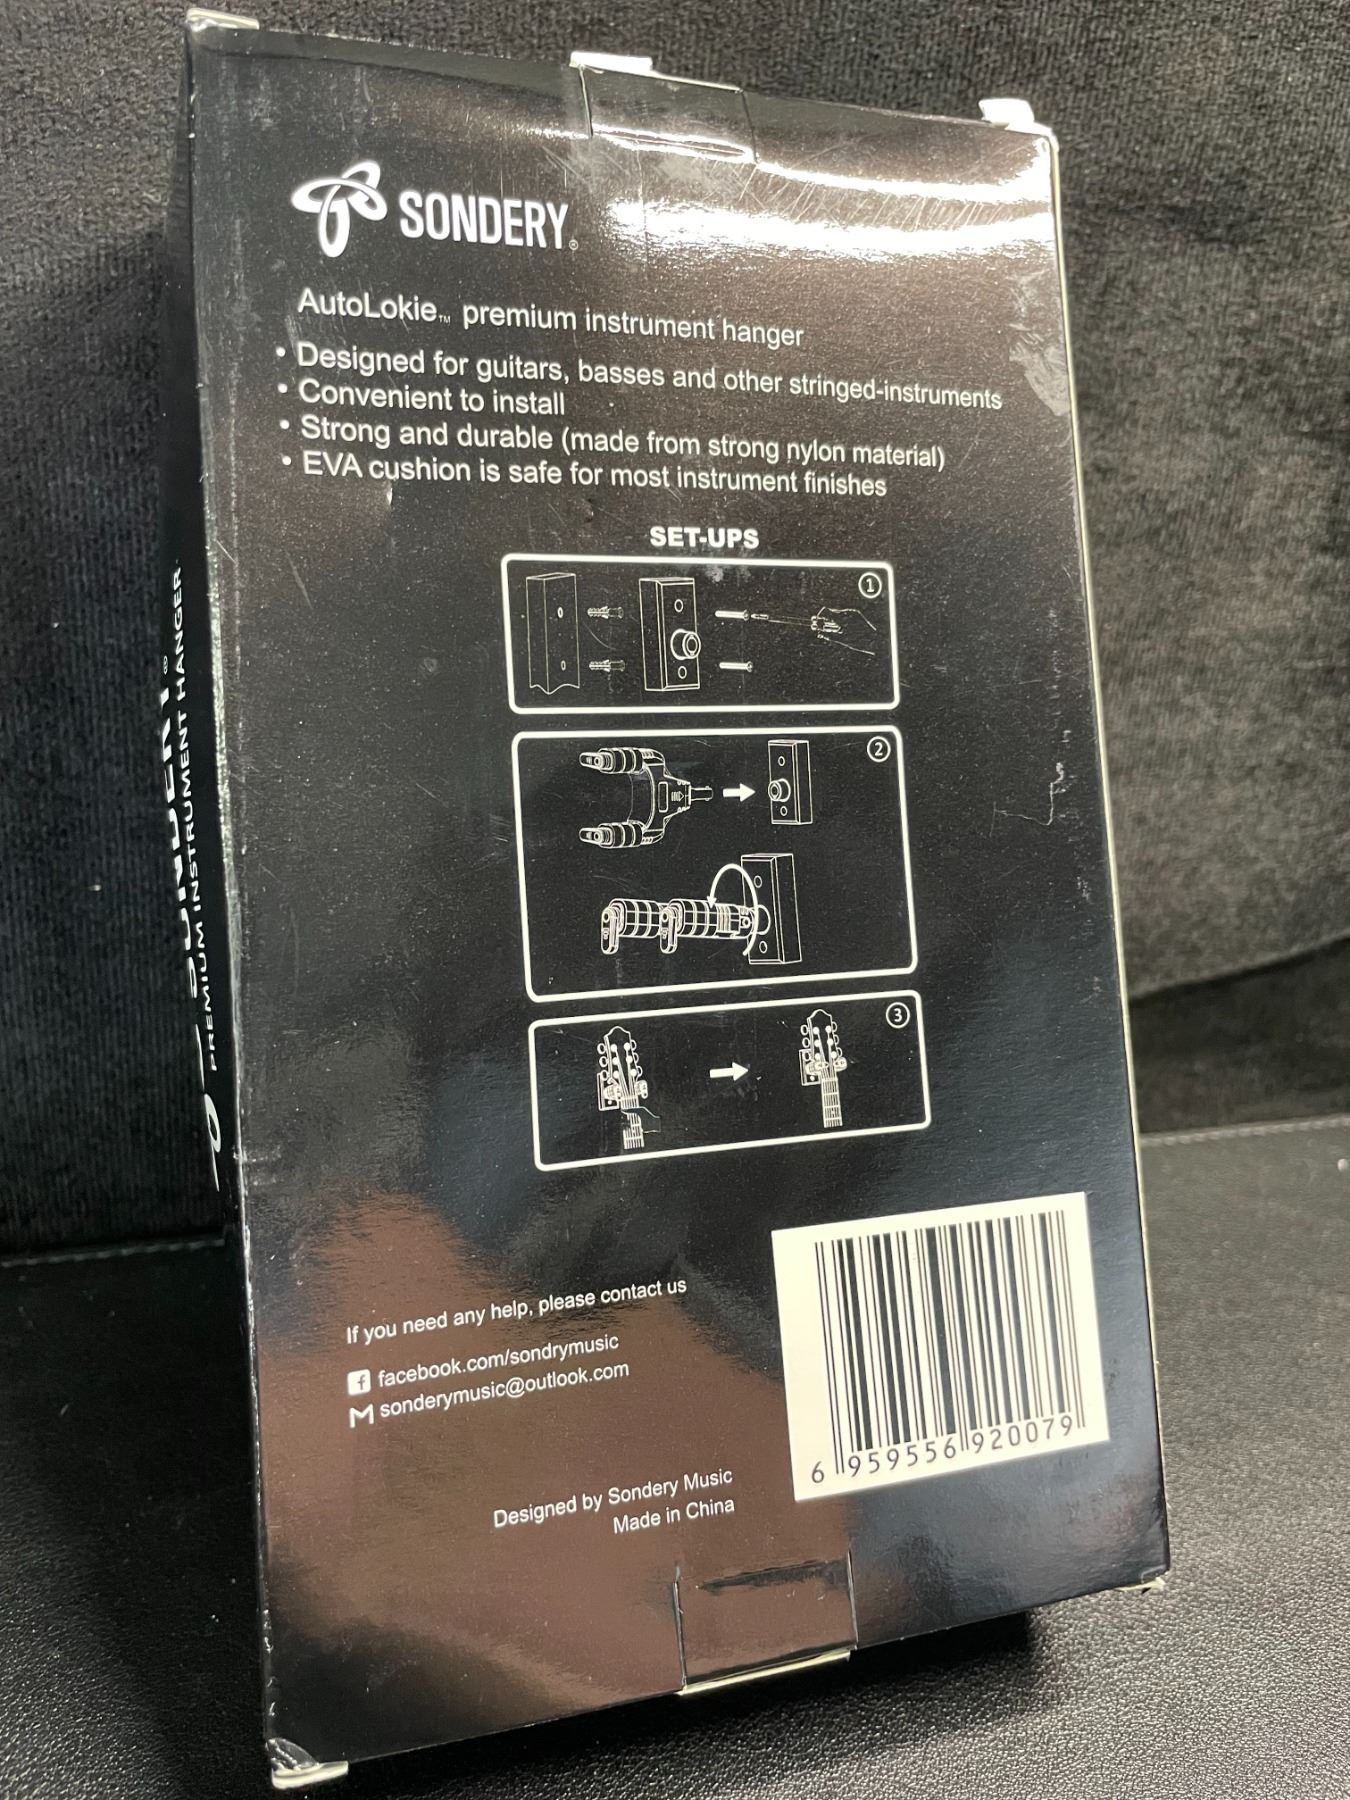 SONDERY®
AutoLokie™ premium instrument hanger
• Designed for guitars, basses and other stringed-instruments
• Convenient to install
• Strong and durable (made from strong nylon material)
• EVA cushion is safe for most instrument finishes
SET-UPS
1
2
3
If you need any help, please contact us
f facebook.com/sondrymusic
sonderymusic@outlook.com
Designed by Sondery Music
Made in China
6 959556 920079
SONDERY®
PREMIUM INSTRUMENT HANGER